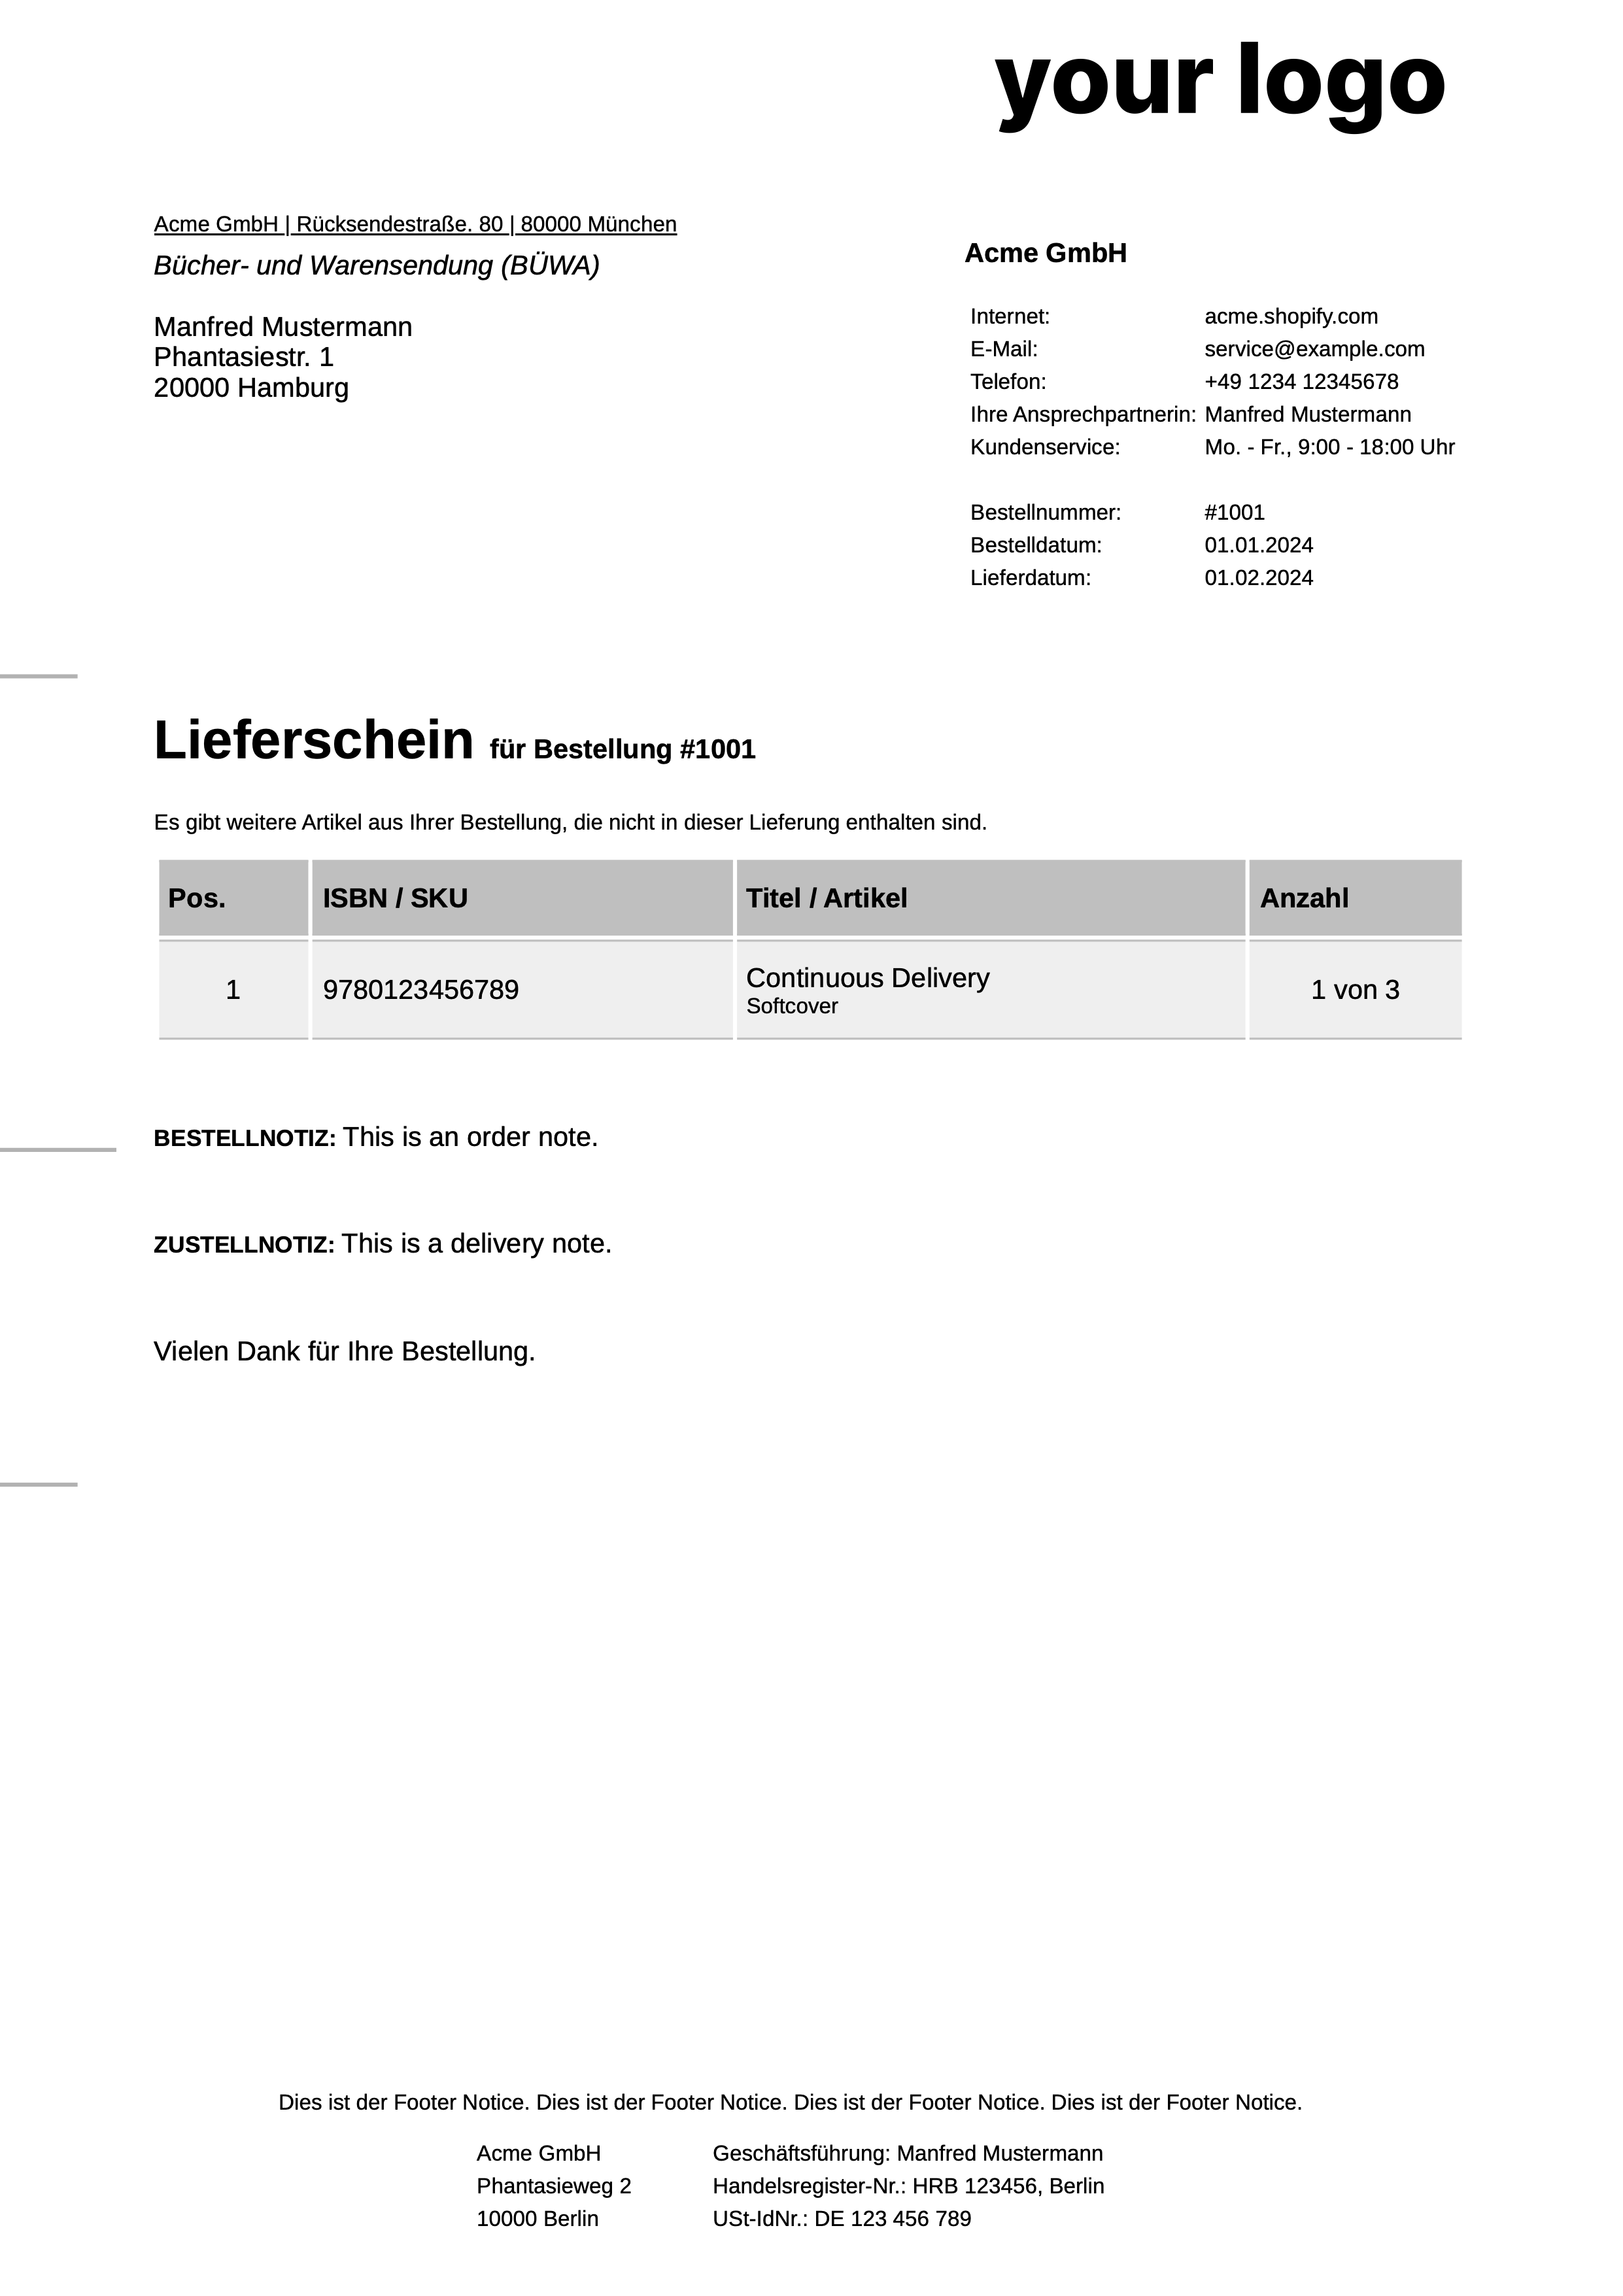 your logo
Acme GmbH | Rücksendestraße. 80 | 80000 München
Bücher- und Warensendung (BÜWA)
Manfred Mustermann
Phantasiestr. 1
20000 Hamburg
Acme GmbH
Internet: acme.shopify.com
E-Mail: service@example.com
Telefon: +49 1234 12345678
Ihre Ansprechpartnerin: Manfred Mustermann
Kundenservice: Mo. - Fr., 9:00 - 18:00 Uhr
Bestellnummer: #1001
Bestelldatum: 01.01.2024
Lieferdatum: 01.02.2024
Lieferschein für Bestellung #1001
Es gibt weitere Artikel aus Ihrer Bestellung, die nicht in dieser Lieferung enthalten sind.
Pos. ISBN / SKU Titel / Artikel Anzahl
1 9780123456789 Continuous Delivery 1 von 3
Softcover
BESTELLNOTIZ: This is an order note.
ZUSTELLNOTIZ: This is a delivery note.
Vielen Dank für Ihre Bestellung.
Dies ist der Footer Notice. Dies ist der Footer Notice. Dies ist der Footer Notice. Dies ist der Footer Notice.
Acme GmbH Geschäftsführung: Manfred Mustermann
Phantasieweg 2 Handelsregister-Nr.: HRB 123456, Berlin
10000 Berlin USt-IdNr.: DE 123 456 789